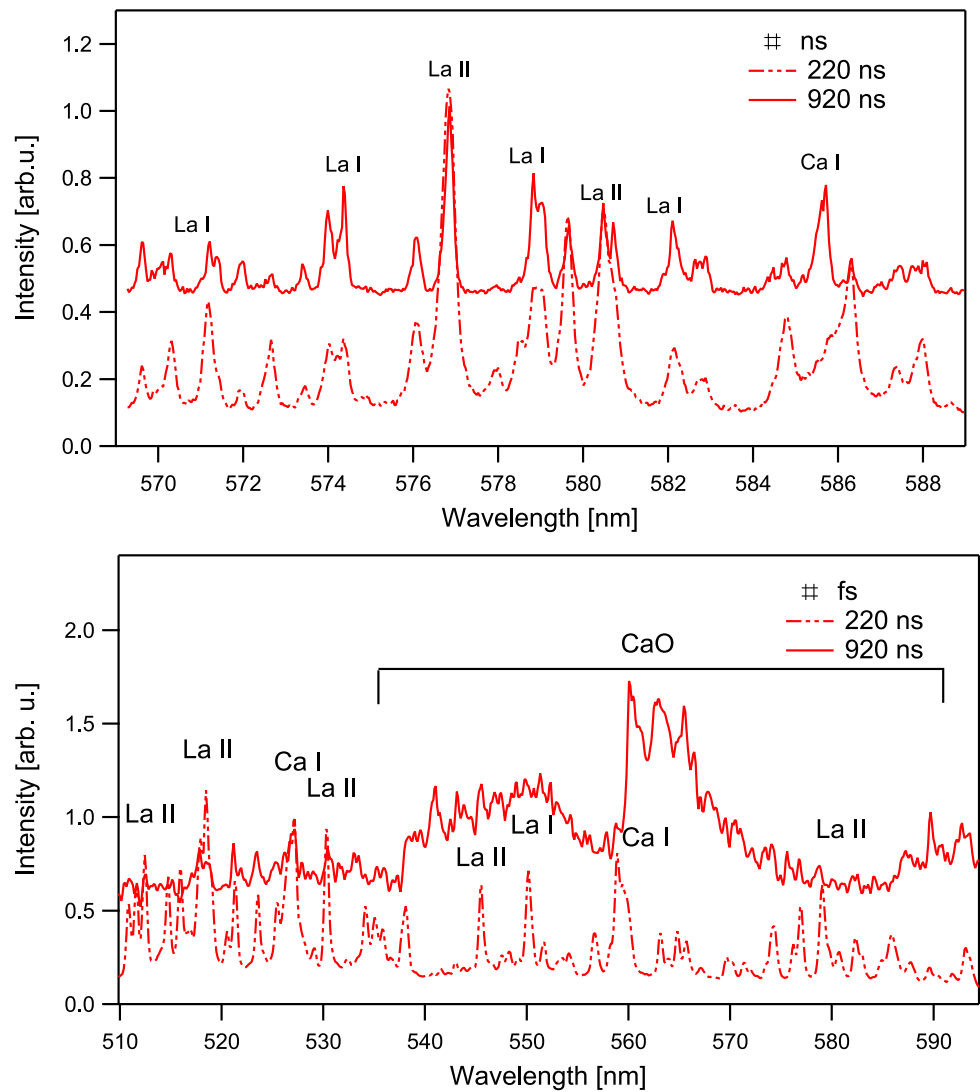 1.2
1.0
0.8
0.6
0.4
0.2
0.0
Intensity [arb.u.]
⌗ ns
220 ns
920 ns
La II
La I
La I
La I
La II
La I
Ca I
570 572 574 576 578 580 582 584 586 588
Wavelength [nm]
2.0
1.5
1.0
0.5
0.0
Intensity [arb. u.]
⌗ fs
220 ns
920 ns
CaO
La II
Ca I
La II
La II
La I
Ca I
La II
La II
510 520 530 540 550 560 570 580 590
Wavelength [nm]